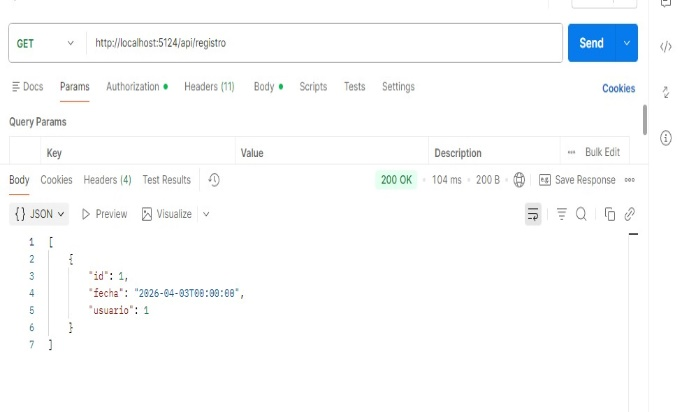 GET http://localhost:5124/api/registro Send
Docs Params Authorization Headers (11) Body Scripts Tests Settings Cookies
Query Params
Key Value Description Bulk Edit
Body Cookies Headers (4) Test Results 200 OK 104 ms 200 B Save Response
{} JSON Preview Visualize
1 [
2 {
3 "id": 1,
4 "fecha": "2026-04-03T00:00:00",
5 "usuario": 1
6 }
7 ]